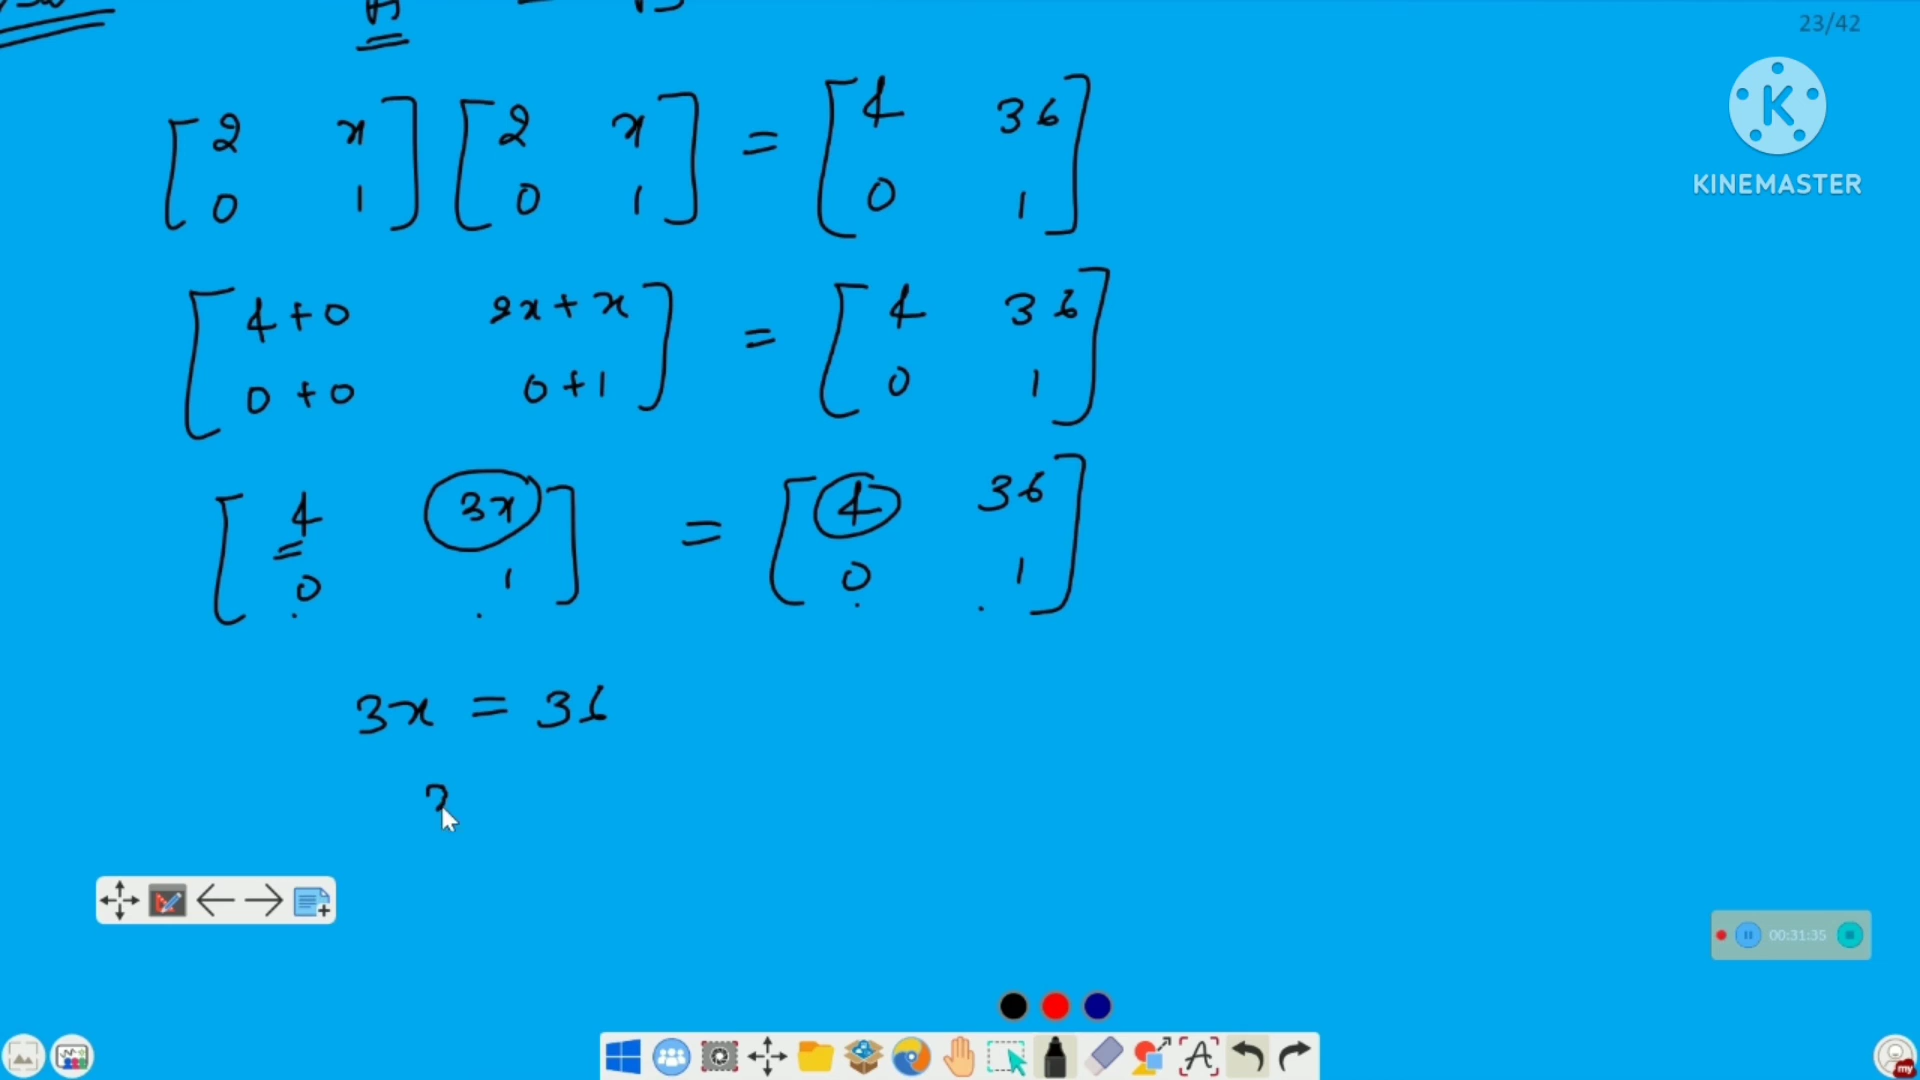 23/42
KINEMASTER
[2 x] [2 x] = [4 36]
[0 1] [0 1] [0 1]
[4+0 2x+x] = [4 36]
[0+0 0+1] [0 1]
[4 3x] = [4 36]
[0 1] [0 1]
3x = 36
00:31:35
my